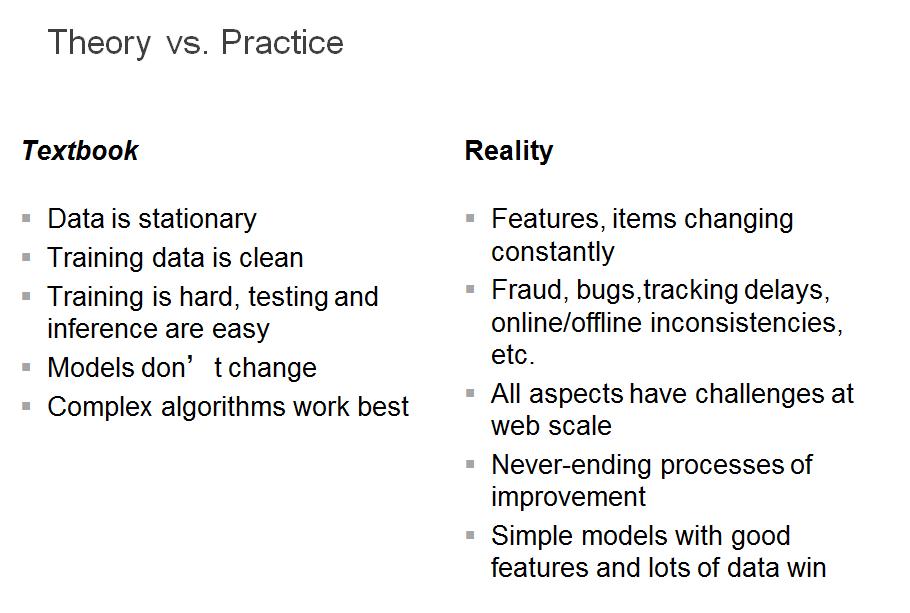 Theory vs. Practice
Textbook
Data is stationary
Training data is clean
Training is hard, testing and
inference are easy
Models don’t change
Complex algorithms work best
Reality
Features, items changing
constantly
Fraud, bugs,tracking delays,
online/offline inconsistencies,
etc.
All aspects have challenges at
web scale
Never-ending processes of
improvement
Simple models with good
features and lots of data win